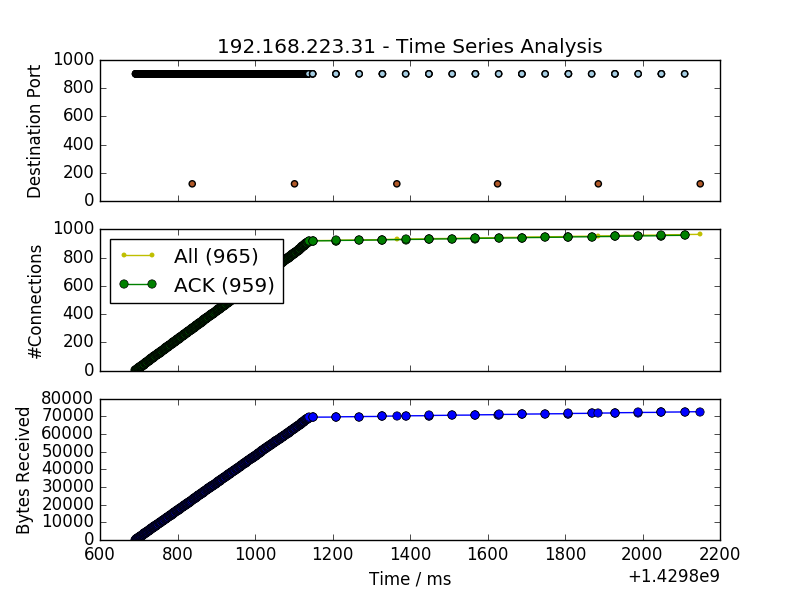 192.168.223.31 - Time Series Analysis
1000
800
600
400
200
0
Destination Port
1000
800
600
400
200
0
#Connections
All (965)
ACK (959)
80000
70000
60000
50000
40000
30000
20000
10000
0
Bytes Received
600 800 1000 1200 1400 1600 1800 2000 2200
Time / ms
+1.4298e9